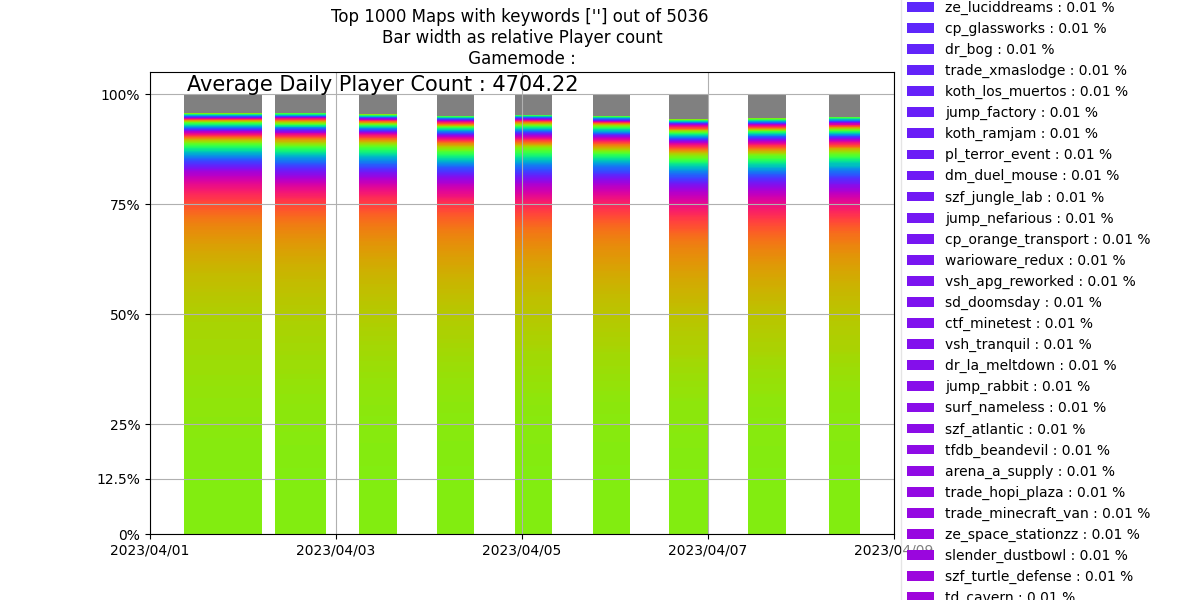 Top 1000 Maps with keywords [''] out of 5036
Bar width as relative Player count
Gamemode :
Average Daily Player Count : 4704.22
100%
75%
50%
25%
12.5%
0%
2023/04/01
2023/04/03
2023/04/05
2023/04/07
2023/04/09
ze_luciddreams : 0.01 %
cp_glassworks : 0.01 %
dr_bog : 0.01 %
trade_xmaslodge : 0.01 %
koth_los_muertos : 0.01 %
jump_factory : 0.01 %
koth_ramjam : 0.01 %
pl_terror_event : 0.01 %
dm_duel_mouse : 0.01 %
szf_jungle_lab : 0.01 %
jump_nefarious : 0.01 %
cp_orange_transport : 0.01 %
warioware_redux : 0.01 %
vsh_apg_reworked : 0.01 %
sd_doomsday : 0.01 %
ctf_minetest : 0.01 %
vsh_tranquil : 0.01 %
dr_la_meltdown : 0.01 %
jump_rabbit : 0.01 %
surf_nameless : 0.01 %
szf_atlantic : 0.01 %
tfdb_beandevil : 0.01 %
arena_a_supply : 0.01 %
trade_hopi_plaza : 0.01 %
trade_minecraft_van : 0.01 %
ze_space_stationzz : 0.01 %
slender_dustbowl : 0.01 %
szf_turtle_defense : 0.01 %
td_cavern : 0.01 %